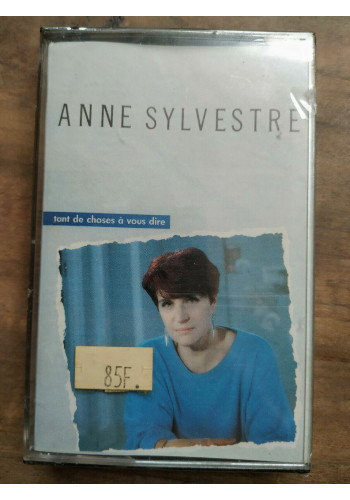 ANNE SYLVESTRE
tant de choses à vous dire
85F.